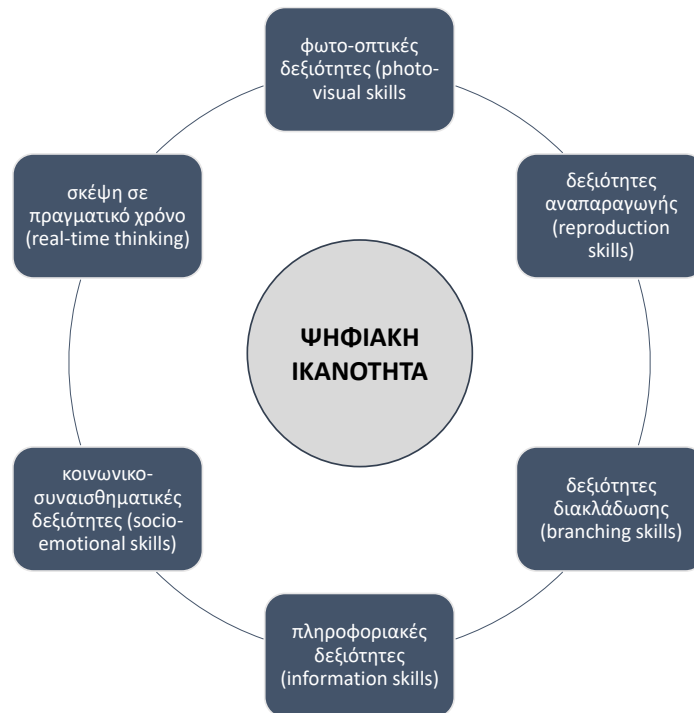 φωτο-οπτικές
δεξιότητες (photo-
visual skills
δεξιότητες
αναπαραγωγής
(reproduction
skills)
δεξιότητες
διακλάδωσης
(branching skills)
πληροφοριακές
δεξιότητες
(information skills)
κοινωνικο-
συναισθηματικές
δεξιότητες (socio-
emotional skills)
σκέψη σε
πραγματικό χρόνο
(real-time thinking)
ΨΗΦΙΑΚΗ
ΙΚΑΝΟΤΗΤΑ